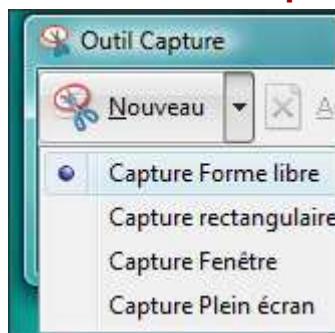 Outil Capture
Nouveau A
Capture Forme libre
Capture rectangulaire
Capture Fenêtre
Capture Plein écran